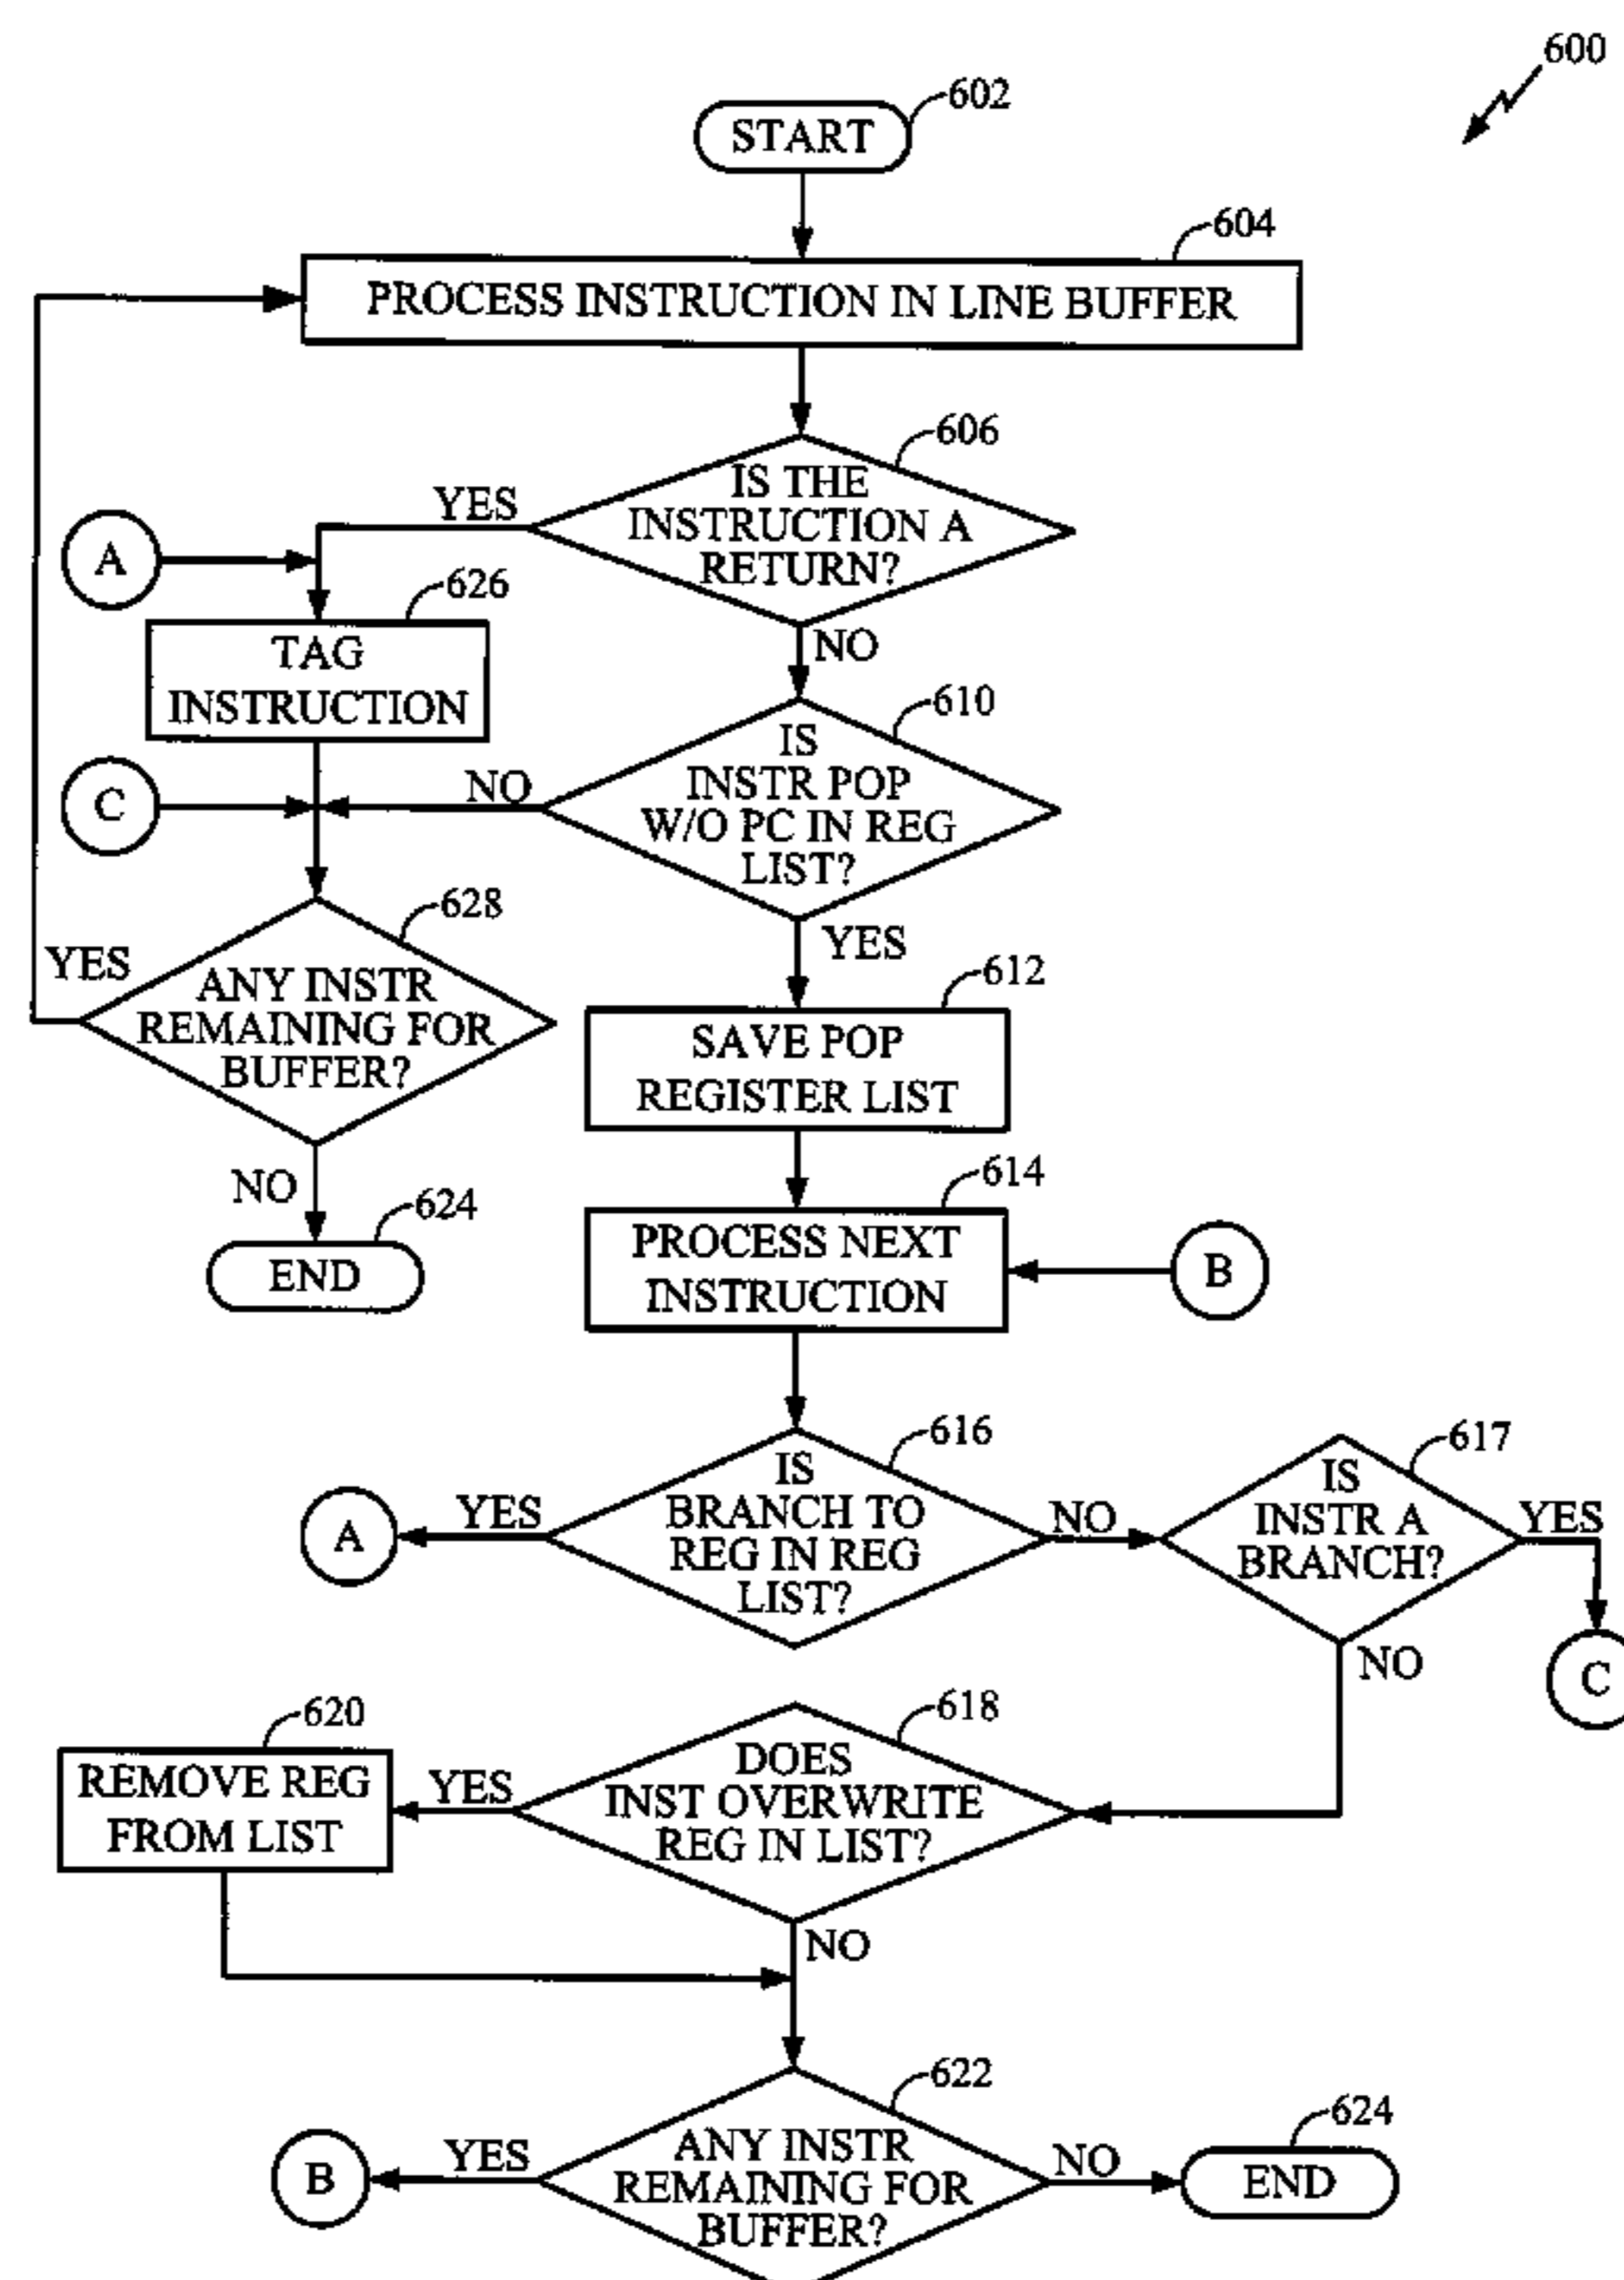 600
602
START
604
PROCESS INSTRUCTION IN LINE BUFFER
606
IS THE
INSTRUCTION A
RETURN?
YES
NO
A
626
TAG
INSTRUCTION
610
IS
INSTR POP
W/O PC IN REG
LIST?
NO
YES
C
628
ANY INSTR
REMAINING FOR
BUFFER?
YES
NO
624
END
612
SAVE POP
REGISTER LIST
614
PROCESS NEXT
INSTRUCTION
B
616
IS
BRANCH TO
REG IN REG
LIST?
YES
A
NO
617
IS
INSTR A
BRANCH?
YES
C
NO
618
DOES
INST OVERWRITE
REG IN LIST?
YES
NO
620
REMOVE REG
FROM LIST
622
ANY INSTR
REMAINING FOR
BUFFER?
YES
B
NO
624
END